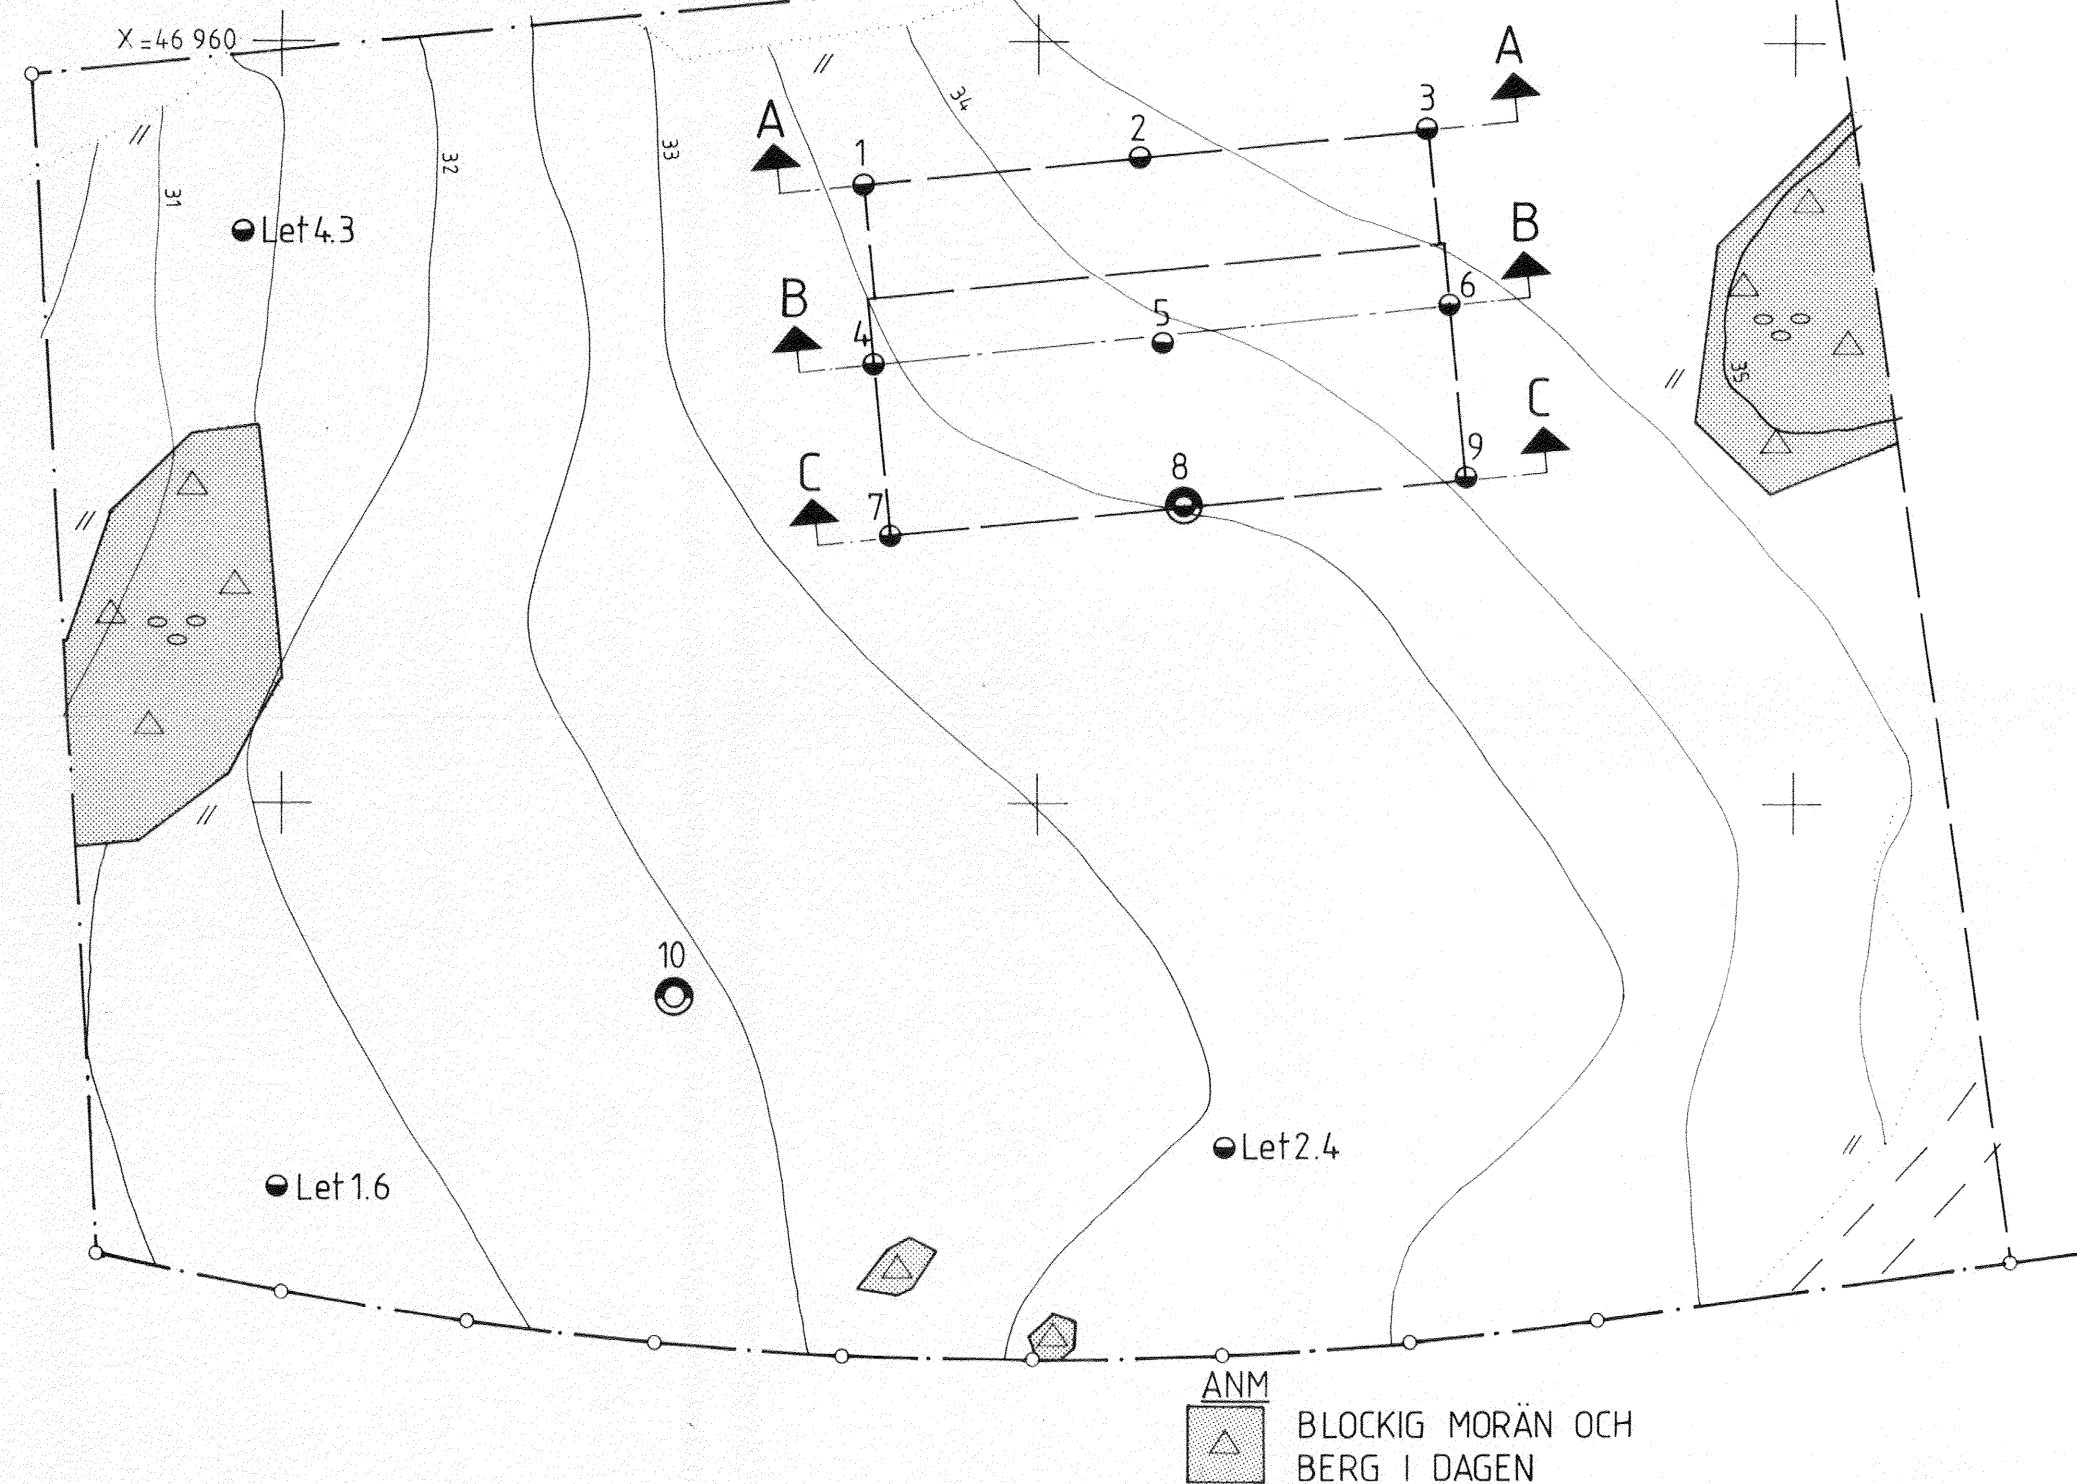 X=46 960
A
A
1
2
3
34
33
32
31
Let 4.3
B
B
4
5
6
35
C
C
7
8
9
10
Let 2.4
Let 1.6
ANM
BLOCKIG MORÄN OCH
BERG I DAGEN